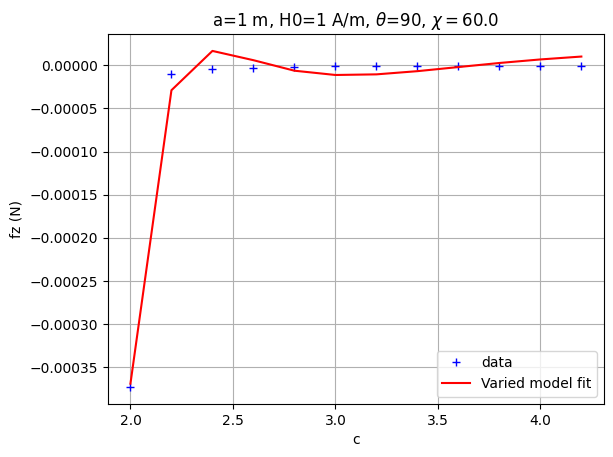 a=1 m, H0=1 A/m, θ=90, χ = 60.0
0.00000
−0.00005
−0.00010
−0.00015
−0.00020
−0.00025
−0.00030
−0.00035
fz (N)
data
Varied model fit
2.0 2.5 3.0 3.5 4.0
c